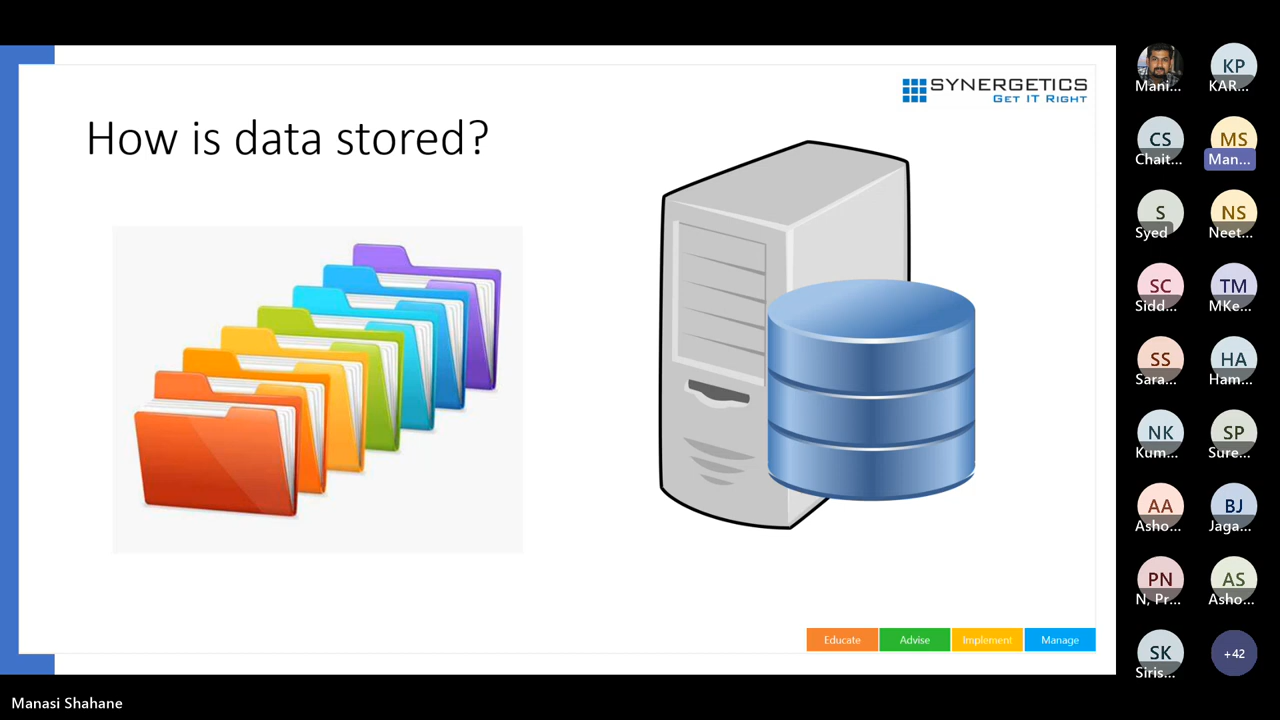 SYNERGETICS
GET IT RIGHT
How is data stored?
Educate Advise Implement Manage
Manasi Shahane
Mani...
KP
KAR...
CS
Chait...
MS
Man...
S
Syed
NS
Neet...
SC
Sidd...
TM
MKe...
SS
Sara...
HA
Ham...
NK
Kum...
SP
Sure...
AA
Asho...
BJ
Jaga...
PN
N, Pr...
AS
Asho...
SK
Siris...
+42